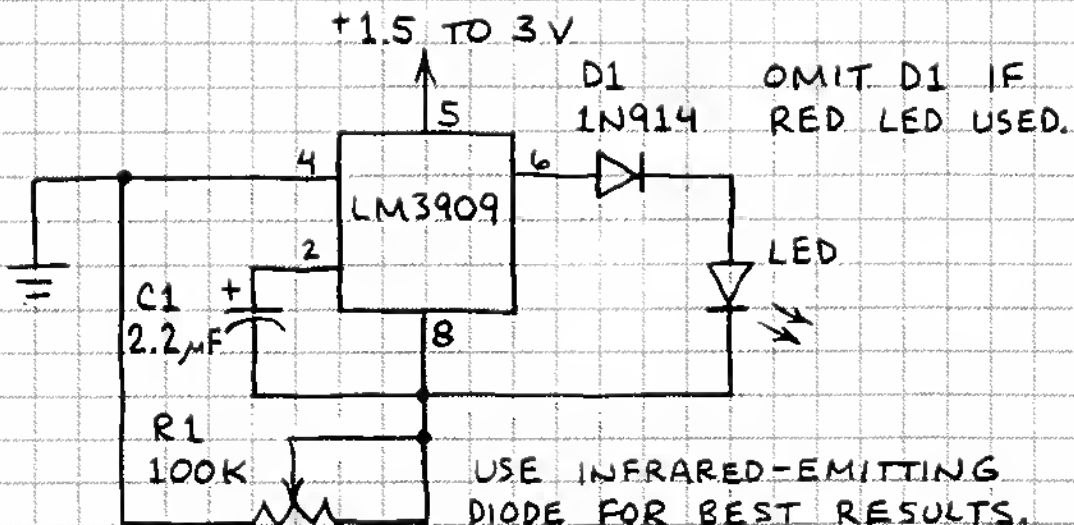 +1.5 TO 3 V
D1
1N914
OMIT D1 IF
RED LED USED.
5
4
6
LM3909
2
LED
C1
2.2µF
+
8
R1
100K
USE INFRARED-EMITTING
DIODE FOR BEST RESULTS.